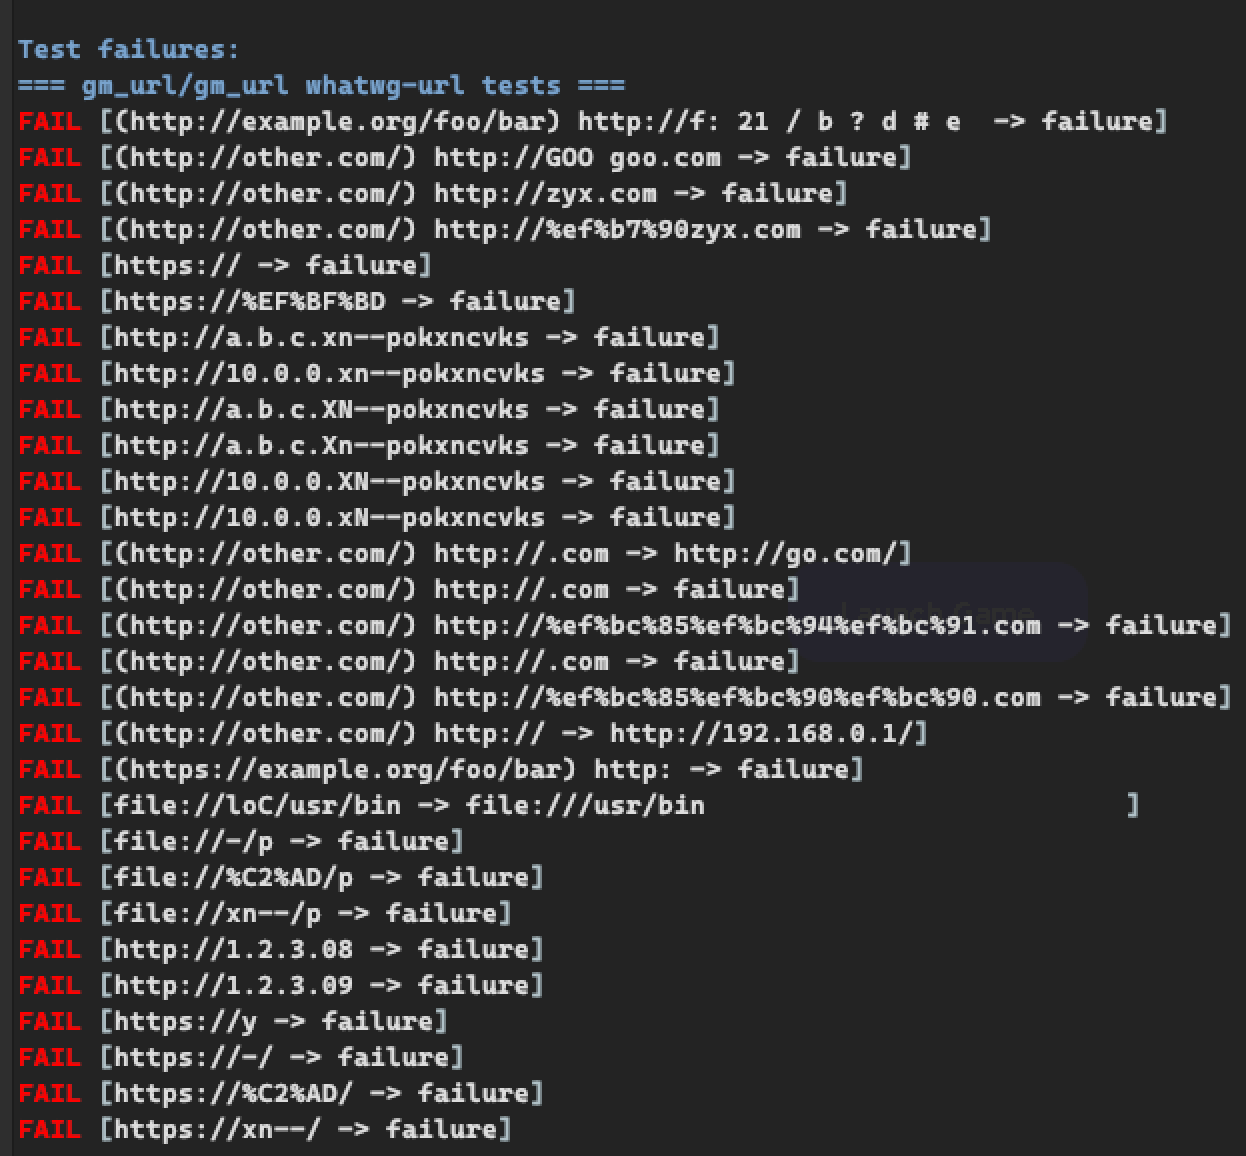 Test failures:
=== gm_url/gm_url whatwg-url tests ===
FAIL [(http://example.org/foo/bar) http://f: 21 / b ? d # e  -> failure]
FAIL [(http://other.com/) http://GOO goo.com -> failure]
FAIL [(http://other.com/) http://zyx.com -> failure]
FAIL [(http://other.com/) http://%ef%b7%90zyx.com -> failure]
FAIL [https:// -> failure]
FAIL [https://%EF%BF%BD -> failure]
FAIL [http://a.b.c.xn--pokxncvks -> failure]
FAIL [http://10.0.0.xn--pokxncvks -> failure]
FAIL [http://a.b.c.XN--pokxncvks -> failure]
FAIL [http://a.b.c.Xn--pokxncvks -> failure]
FAIL [http://10.0.0.XN--pokxncvks -> failure]
FAIL [http://10.0.0.xN--pokxncvks -> failure]
FAIL [(http://other.com/) http://.com -> http://go.com/]
FAIL [(http://other.com/) http://.com -> failure]
Launch Game
FAIL [(http://other.com/) http://%ef%bc%85%ef%bc%94%ef%bc%91.com -> failure]
FAIL [(http://other.com/) http://.com -> failure]
FAIL [(http://other.com/) http://%ef%bc%85%ef%bc%90%ef%bc%90.com -> failure]
FAIL [(http://other.com/) http:// -> http://192.168.0.1/]
FAIL [(https://example.org/foo/bar) http: -> failure]
FAIL [file://loC/usr/bin -> file:///usr/bin                           ]
FAIL [file://-/p -> failure]
FAIL [file://%C2%AD/p -> failure]
FAIL [file://xn--/p -> failure]
FAIL [http://1.2.3.08 -> failure]
FAIL [http://1.2.3.09 -> failure]
FAIL [https://y -> failure]
FAIL [https://-/ -> failure]
FAIL [https://%C2%AD/ -> failure]
FAIL [https://xn--/ -> failure]